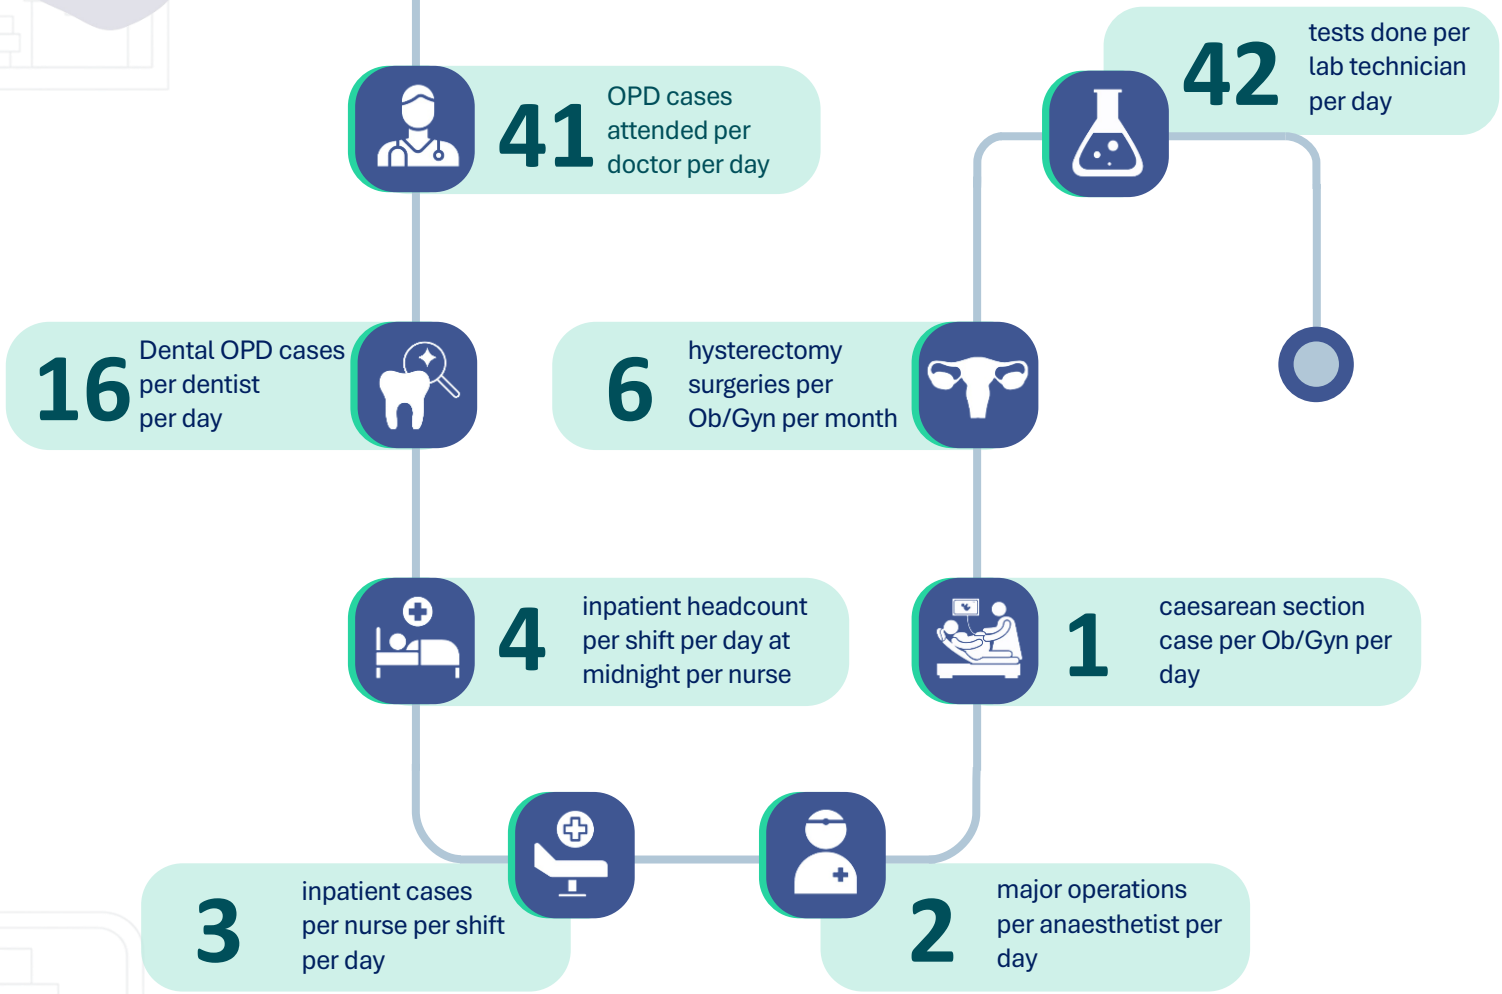 41
OPD cases
attended per
doctor per day
16
Dental OPD cases
per dentist
per day
4
inpatient headcount
per shift per day at
midnight per nurse
3
inpatient cases
per nurse per shift
per day
2
major operations
per anaesthetist per
day
1
caesarean section
case per Ob/Gyn per
day
6
hysterectomy
surgeries per
Ob/Gyn per month
42
tests done per
lab technician
per day